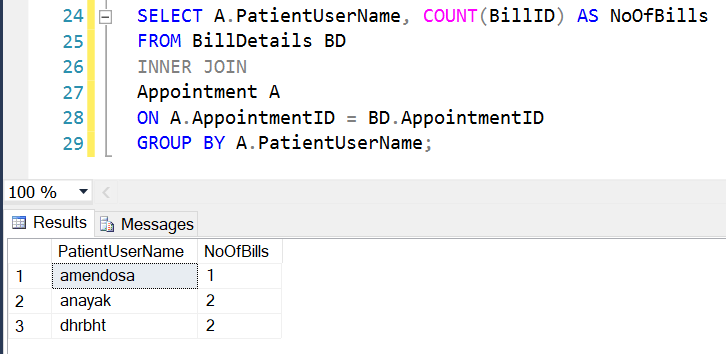 24 SELECT A.PatientUserName, COUNT(BillID) AS NoOfBills
25 FROM BillDetails BD
26 INNER JOIN
27 Appointment A
28 ON A.AppointmentID = BD.AppointmentID
29 GROUP BY A.PatientUserName;
100 %
Results Messages
PatientUserName NoOfBills
1 amendosa 1
2 anayak 2
3 dhrbht 2